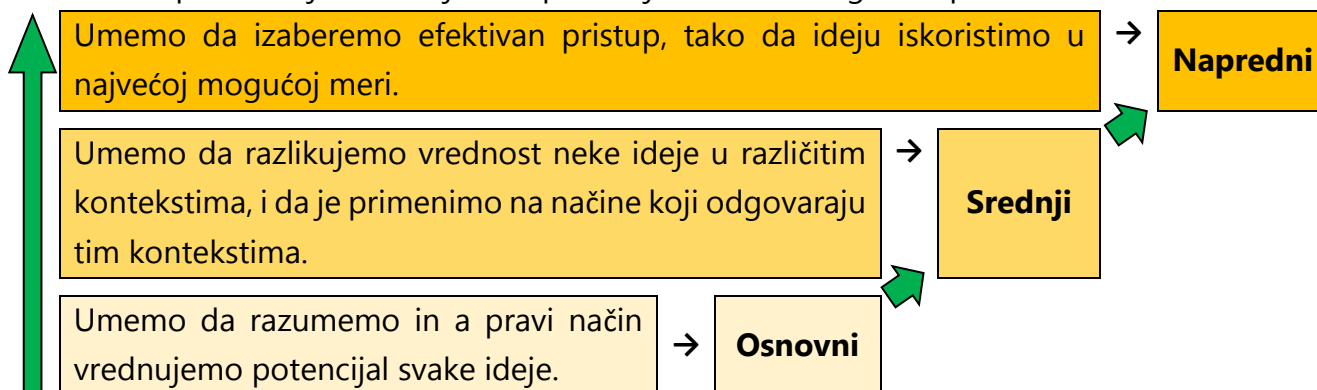 Umemo da izaberemo efektivan pristup, tako da ideju iskoristimo u
najvećoj mogućoj meri.
→
Napredni
Umemo da razlikujemo vrednost neke ideje u različitim
kontekstima, i da je primenimo na načine koji odgovaraju
tim kontekstima.
→
Srednji
Umemo da razumemo in a pravi način
vrednujemo potencijal svake ideje.
→
Osnovni